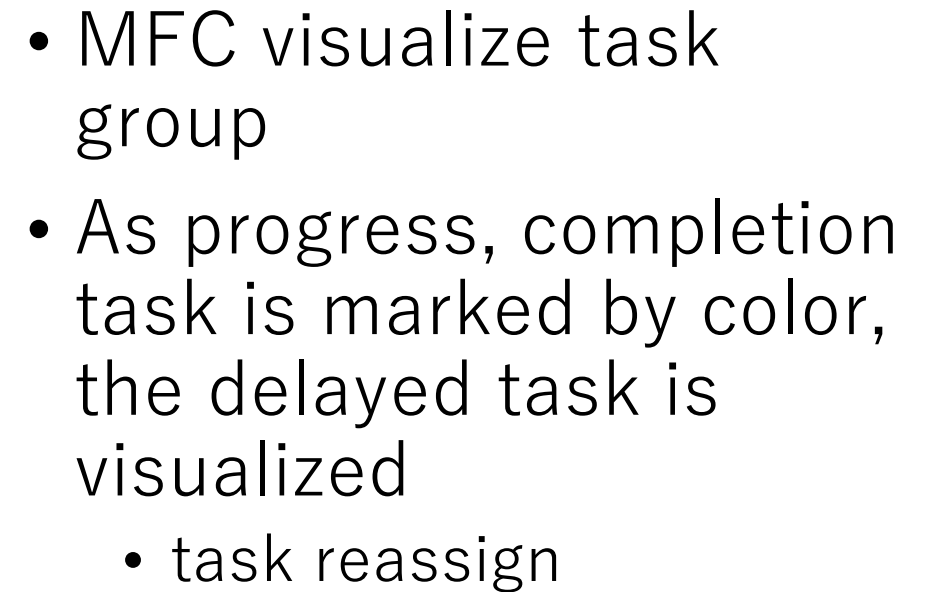 • MFC visualize task
group
• As progress, completion
task is marked by color,
the delayed task is
visualized
• task reassign